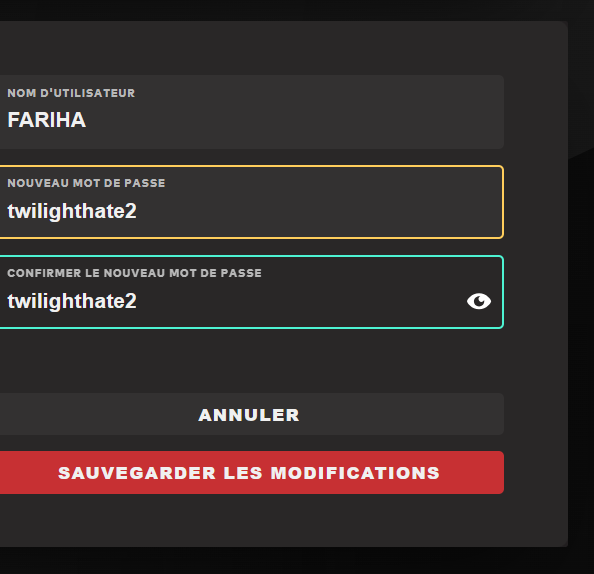 NOM D'UTILISATEUR
FARIHA
NOUVEAU MOT DE PASSE
twilighthate2
CONFIRMER LE NOUVEAU MOT DE PASSE
twilighthate2
ANNULER
SAUVEGARDER LES MODIFICATIONS